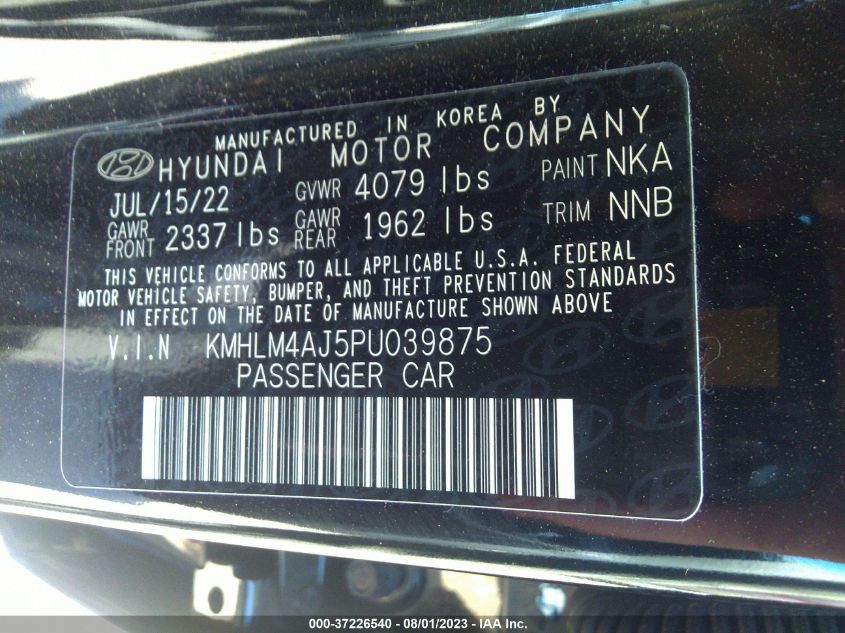 MANUFACTURED IN KOREA BY
HYUNDAI MOTOR COMPANY
JUL/15/22 GVWR 4079 lbs PAINT NKA
GAWR FRONT 2337 lbs GAWR REAR 1962 lbs TRIM NNB
THIS VEHICLE CONFORMS TO ALL APPLICABLE U.S.A. FEDERAL
MOTOR VEHICLE SAFETY, BUMPER, AND THEFT PREVENTION STANDARDS
IN EFFECT ON THE DATE OF MANUFACTURE SHOWN ABOVE
V.I.N KMHLM4AJ5PU039875
PASSENGER CAR
000-37226540 - 08/01/2023 - IAA Inc.